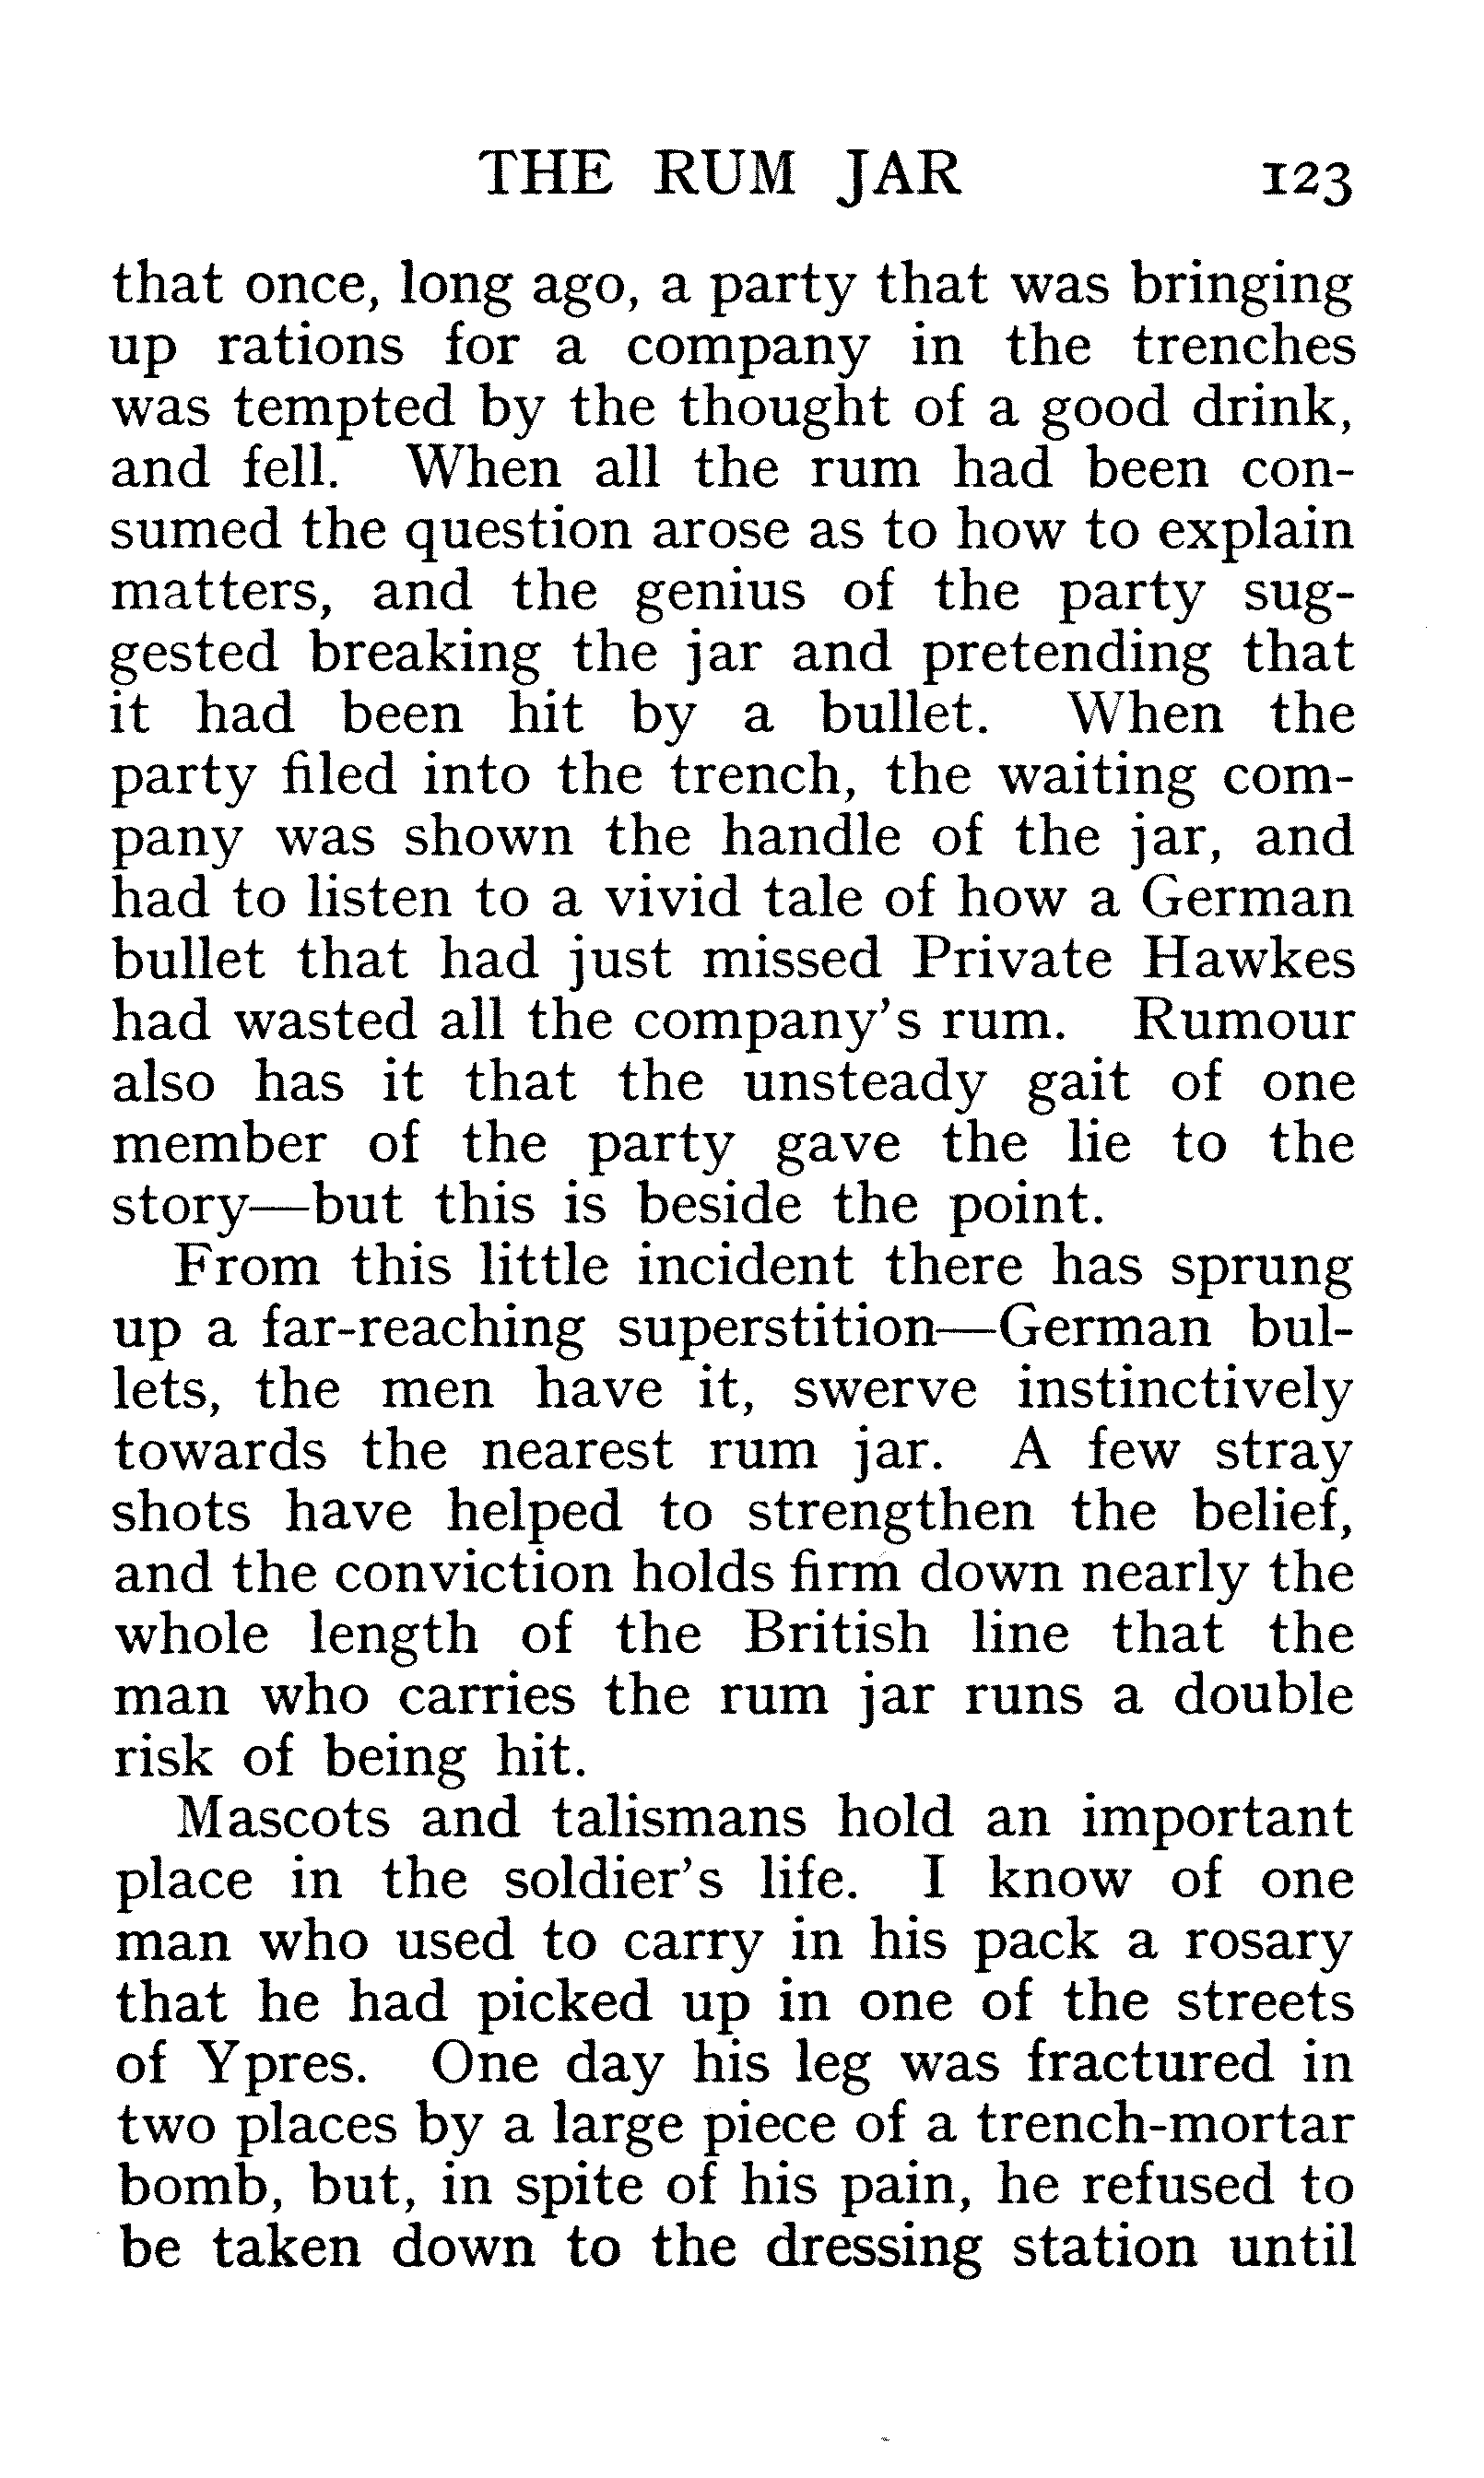 THE RUM JAR 123
that once, long ago, a party that was bringing
up rations for a company in the trenches
was tempted by the thought of a good drink,
and fell. When all the rum had been con-
sumed the question arose as to how to explain
matters, and the genius of the party sug-
gested breaking the jar and pretending that
it had been hit by a bullet. When the
party filed into the trench, the waiting com-
pany was shown the handle of the jar, and
had to listen to a vivid tale of how a German
bullet that had just missed Private Hawkes
had wasted all the company's rum. Rumour
also has it that the unsteady gait of one
member of the party gave the lie to the
story—but this is beside the point.
From this little incident there has sprung
up a far-reaching superstition—German bul-
lets, the men have it, swerve instinctively
towards the nearest rum jar. A few stray
shots have helped to strengthen the belief,
and the conviction holds firm down nearly the
whole length of the British line that the
man who carries the rum jar runs a double
risk of being hit.
Mascots and talismans hold an important
place in the soldier's life. I know of one
man who used to carry in his pack a rosary
that he had picked up in one of the streets
of Ypres. One day his leg was fractured in
two places by a large piece of a trench-mortar
bomb, but, in spite of his pain, he refused to
be taken down to the dressing station until